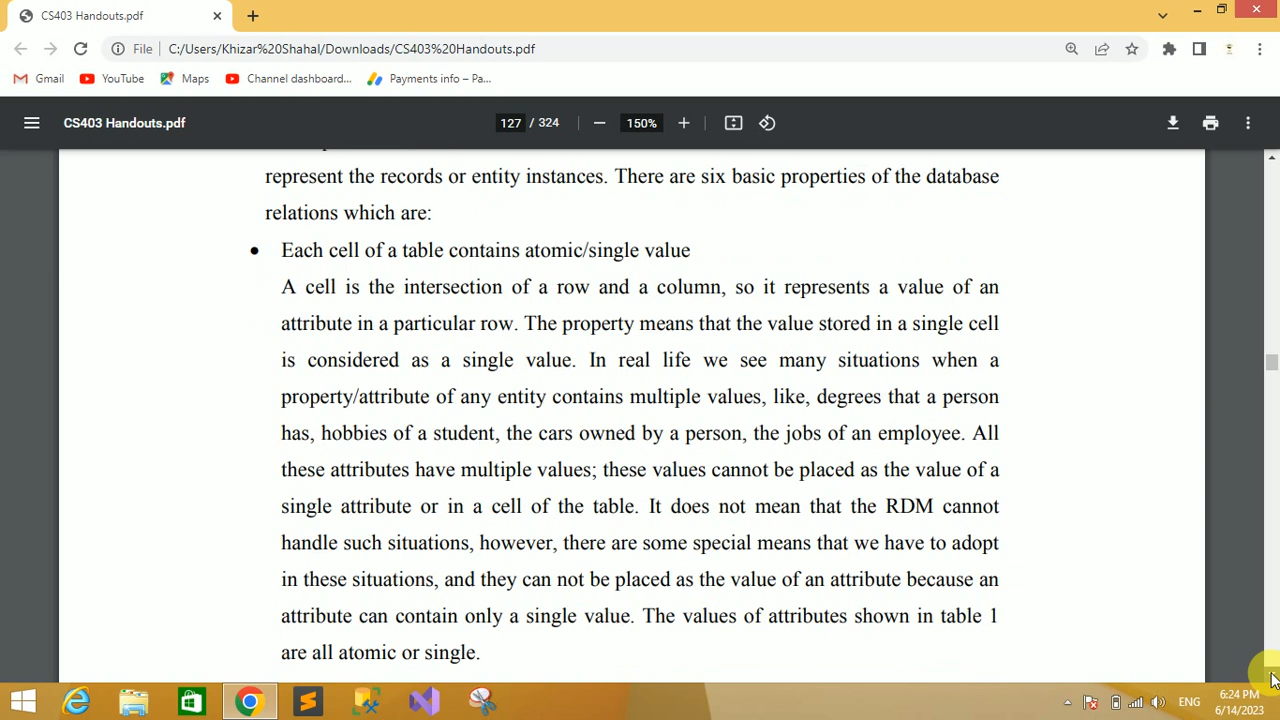 CS403 Handouts.pdf
File C:/Users/Khizar%20Shahal/Downloads/CS403%20Handouts.pdf
Gmail YouTube Maps Channel dashboard... Payments info – Pa...
CS403 Handouts.pdf 127 / 324 150%
represent the records or entity instances. There are six basic properties of the database
relations which are:
• Each cell of a table contains atomic/single value
A cell is the intersection of a row and a column, so it represents a value of an
attribute in a particular row. The property means that the value stored in a single cell
is considered as a single value. In real life we see many situations when a
property/attribute of any entity contains multiple values, like, degrees that a person
has, hobbies of a student, the cars owned by a person, the jobs of an employee. All
these attributes have multiple values; these values cannot be placed as the value of a
single attribute or in a cell of the table. It does not mean that the RDM cannot
handle such situations, however, there are some special means that we have to adopt
in these situations, and they can not be placed as the value of an attribute because an
attribute can contain only a single value. The values of attributes shown in table 1
are all atomic or single.
ENG
6:24 PM
6/14/2023